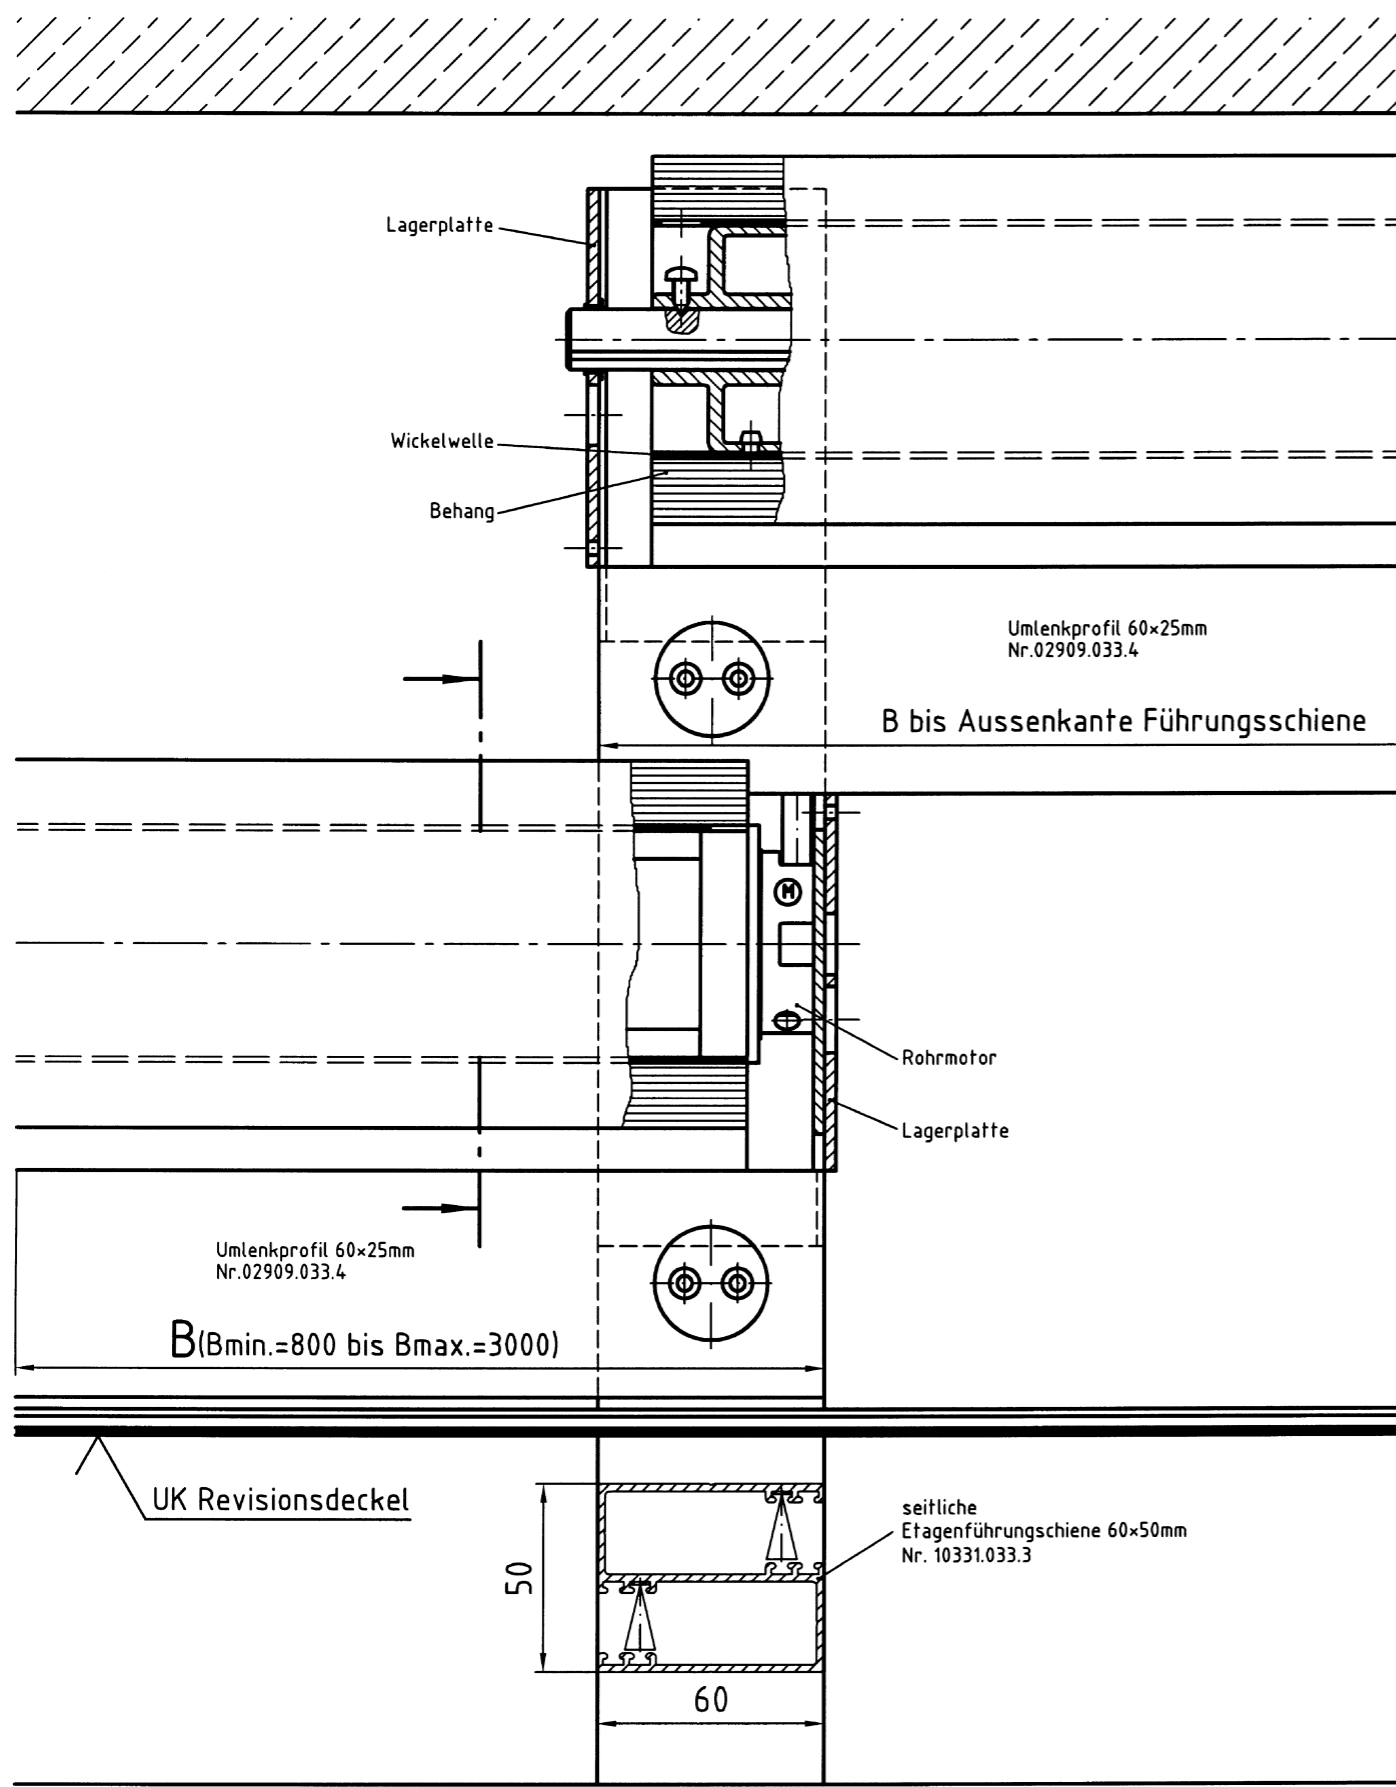 Lagerplatte
Wickelwelle
Behang
Umlenkprofil 60×25mm
Nr.02909.033.4
B bis Aussenkante Führungsschiene
M
Rohrmotor
Lagerplatte
Umlenkprofil 60×25mm
Nr.02909.033.4
B(Bmin.=800 bis Bmax.=3000)
UK Revisionsdeckel
seitliche
Etagenführungschiene 60×50mm
Nr. 10331.033.3
50
60